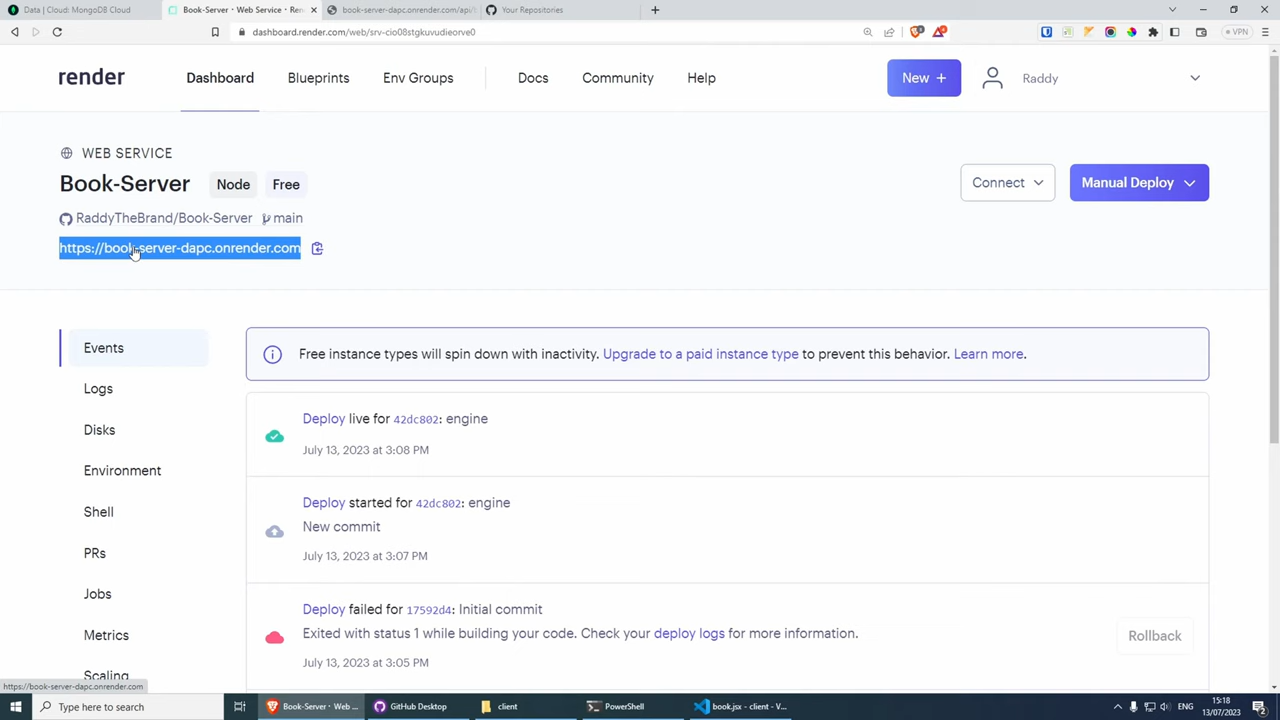 Data | Cloud: MongoDB Cloud
Book-Server · Web Service · Ren
book-server-dapc.onrender.com/api/b
Your Repositories
dashboard.render.com/web/srv-cio08stgkuvudieorve0
VPN
render
Dashboard
Blueprints
Env Groups
Docs
Community
Help
New +
Raddy
WEB SERVICE
Book-Server
Node
Free
Connect
Manual Deploy
RaddyTheBrand/Book-Server
main
https://book-server-dapc.onrender.com
Events
Logs
Disks
Environment
Shell
PRs
Jobs
Metrics
Scaling
Free instance types will spin down with inactivity. Upgrade to a paid instance type to prevent this behavior. Learn more.
Deploy live for 42dc802: engine
July 13, 2023 at 3:08 PM
Deploy started for 42dc802: engine
New commit
July 13, 2023 at 3:07 PM
Deploy failed for 17592d4: Initial commit
Exited with status 1 while building your code. Check your deploy logs for more information.
July 13, 2023 at 3:05 PM
Rollback
https://book-server-dapc.onrender.com
Type here to search
Book-Server · Web ...
GitHub Desktop
client
PowerShell
book.jsx - client - V...
ENG
15:18
13/07/2023
2